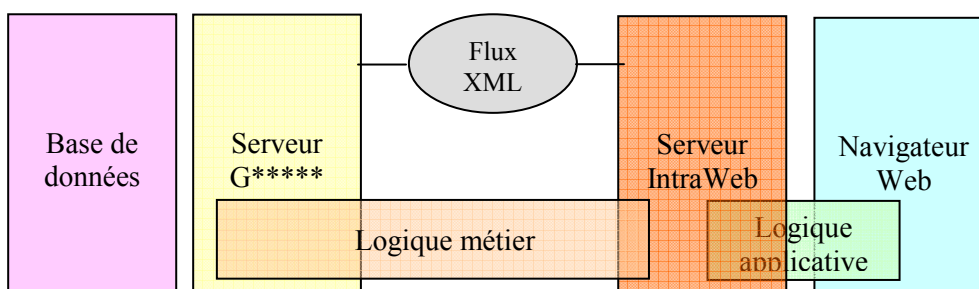 Flux
XML
Base de
données
Serveur
G*****
Serveur
IntraWeb
Navigateur
Web
Logique métier
Logique
applicative